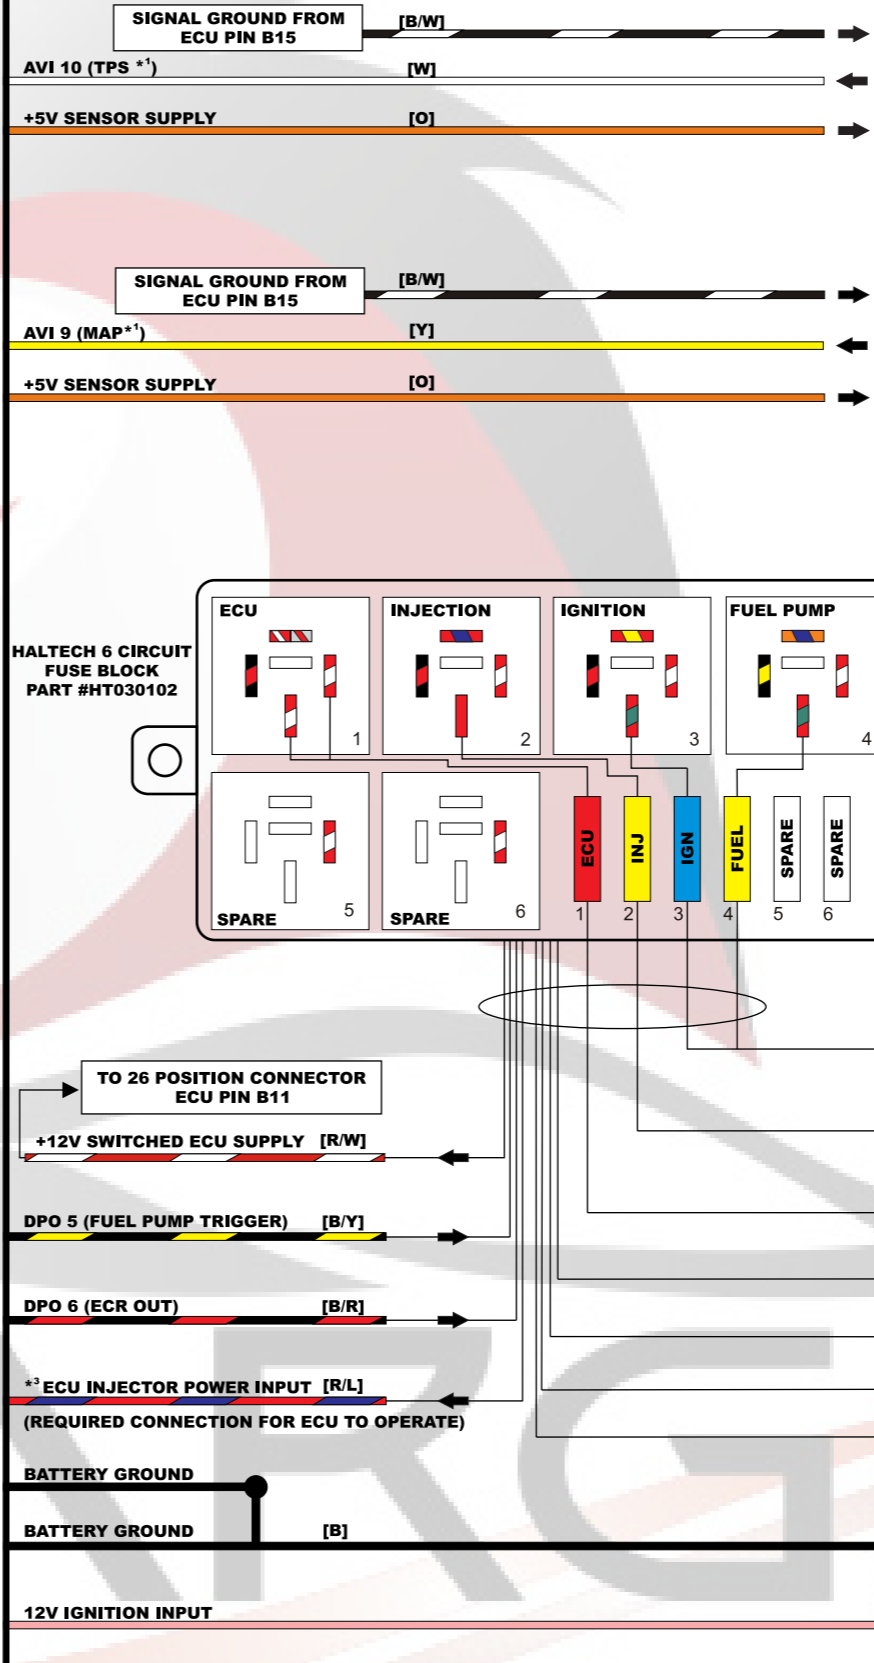 SIGNAL GROUND FROM
ECU PIN B15
[B/W]
AVI 10 (TPS *1)
[W]
+5V SENSOR SUPPLY
[O]
SIGNAL GROUND FROM
ECU PIN B15
[B/W]
AVI 9 (MAP*1)
[Y]
+5V SENSOR SUPPLY
[O]
HALTECH 6 CIRCUIT
FUSE BLOCK
PART #HT030102
ECU
1
INJECTION
2
IGNITION
3
FUEL PUMP
4
SPARE
5
SPARE
6
ECU
INJ
IGN
FUEL
SPARE
SPARE
1
2
3
4
5
6
TO 26 POSITION CONNECTOR
ECU PIN B11
+12V SWITCHED ECU SUPPLY [R/W]
DPO 5 (FUEL PUMP TRIGGER) [B/Y]
DPO 6 (ECR OUT) [B/R]
*3 ECU INJECTOR POWER INPUT [R/L]
(REQUIRED CONNECTION FOR ECU TO OPERATE)
BATTERY GROUND
BATTERY GROUND [B]
12V IGNITION INPUT